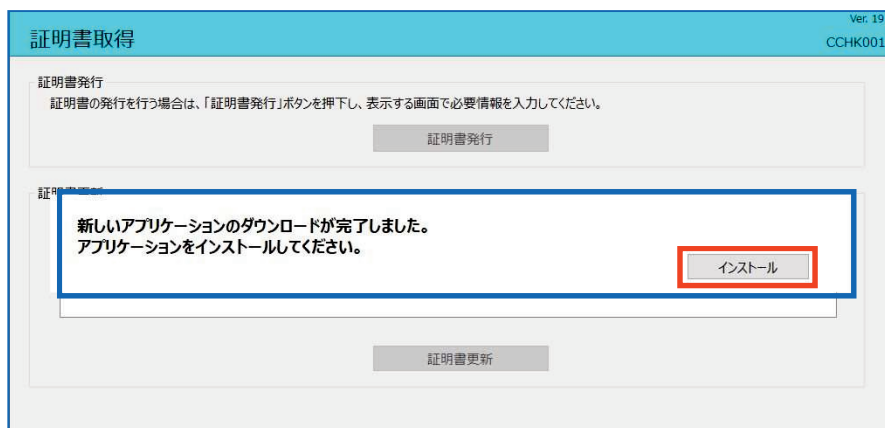 Ver. 19
証明書取得
CCHK001
証明書発行
証明書の発行を行う場合は、「証明書発行」ボタンを押下し、表示する画面で必要情報を入力してください。
証明書発行
新しいアプリケーションのダウンロードが完了しました。
アプリケーションをインストールしてください。
インストール
証明書更新